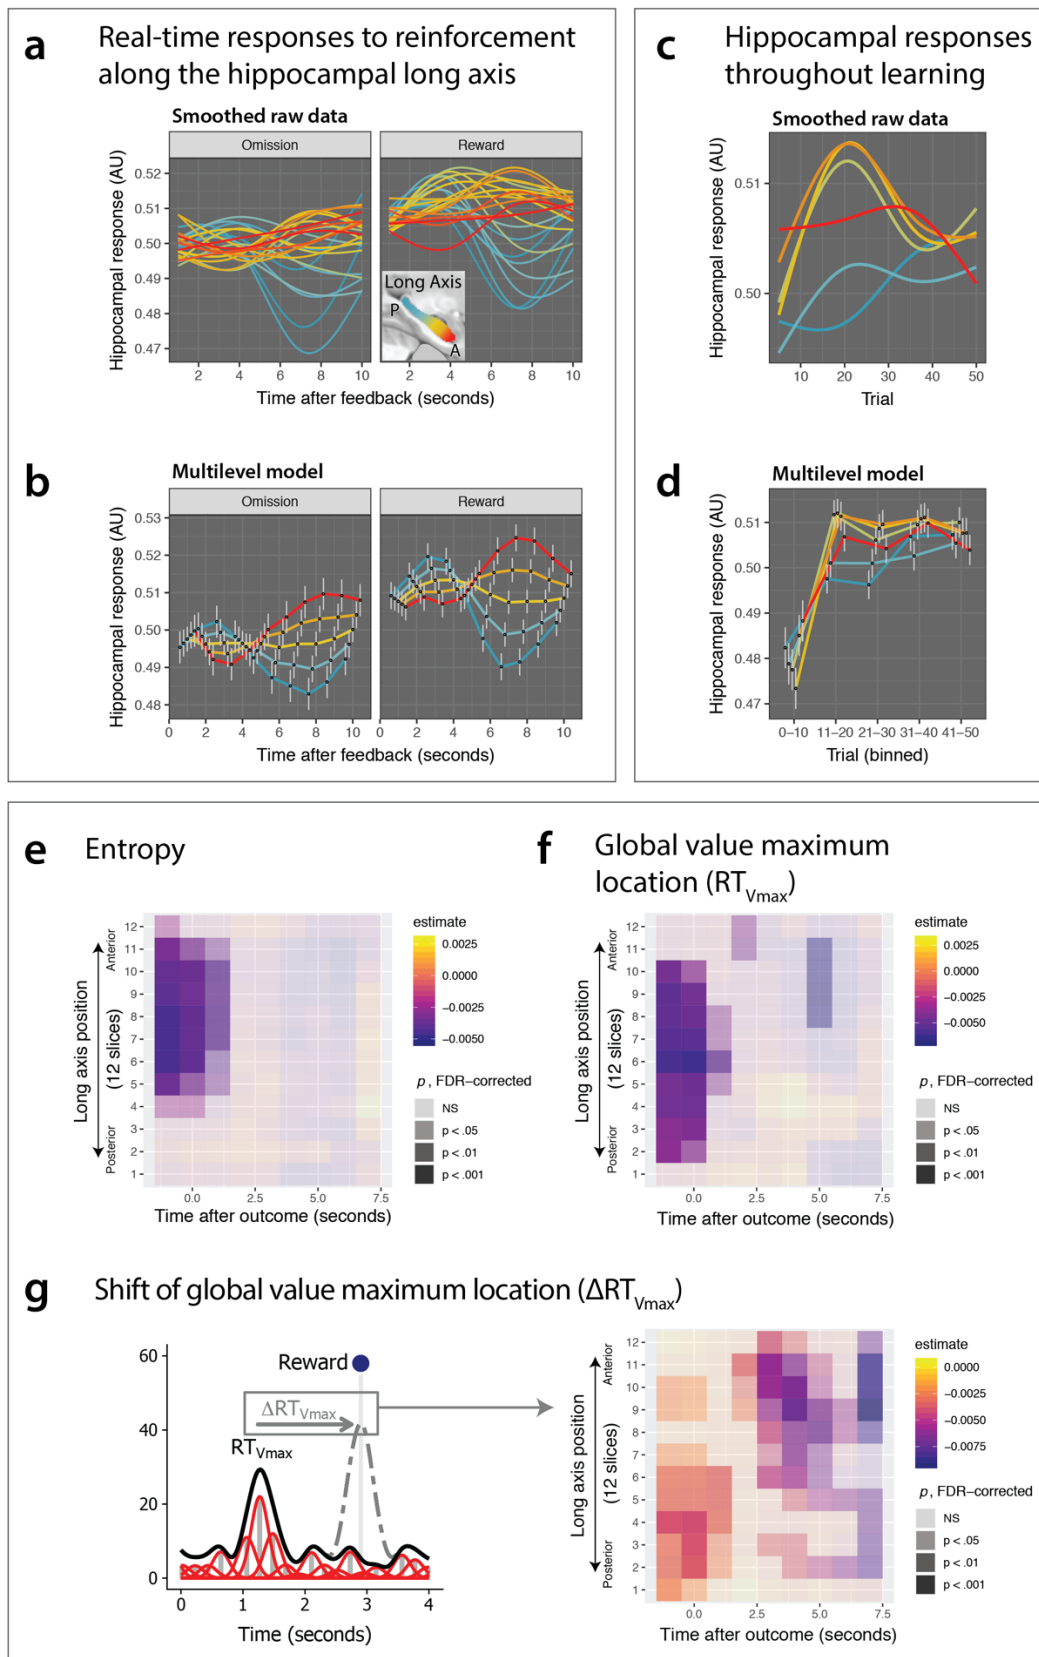 a Real-time responses to reinforcement
along the hippocampal long axis
Smoothed raw data
Omission
Reward
Hippocampal response (AU)
0.52
0.51
0.50
0.49
0.48
0.47
Long Axis
P
A
2 4 6 8 10
2 4 6 8 10
Time after feedback (seconds)
b Multilevel model
Omission
Reward
Hippocampal response (AU)
0.53
0.52
0.51
0.50
0.49
0.48
0 2 4 6 8 10
0 2 4 6 8 10
Time after feedback (seconds)
c Hippocampal responses
throughout learning
Smoothed raw data
Hippocampal response (AU)
0.51
0.50
10 20 30 40 50
Trial
d Multilevel model
Hippocampal response (AU)
0.51
0.50
0.49
0.48
0.47
0–10 11–20 21–30 31–40 41–50
Trial (binned)
e Entropy
Long axis position
(12 slices)
Anterior
Posterior
12
11
10
9
8
7
6
5
4
3
2
1
0.0 2.5 5.0 7.5
Time after outcome (seconds)
estimate
0.0025
0.0000
−0.0025
−0.0050
p , FDR−corrected
NS
p < .05
p < .01
p < .001
f Global value maximum
location (RTVmax)
Long axis position
(12 slices)
Anterior
Posterior
12
11
10
9
8
7
6
5
4
3
2
1
0.0 2.5 5.0 7.5
Time after outcome (seconds)
estimate
0.0025
0.0000
−0.0025
−0.0050
p , FDR−corrected
NS
p < .05
p < .01
p < .001
g Shift of global value maximum location (ΔRTVmax)
60
40
20
0
Reward
ΔRTVmax
RTVmax
0 1 2 3 4
Time (seconds)
Long axis position
(12 slices)
Anterior
Posterior
12
11
10
9
8
7
6
5
4
3
2
1
0.0 2.5 5.0 7.5
Time after outcome (seconds)
estimate
0.0000
−0.0025
−0.0050
−0.0075
p , FDR−corrected
NS
p < .05
p < .01
p < .001